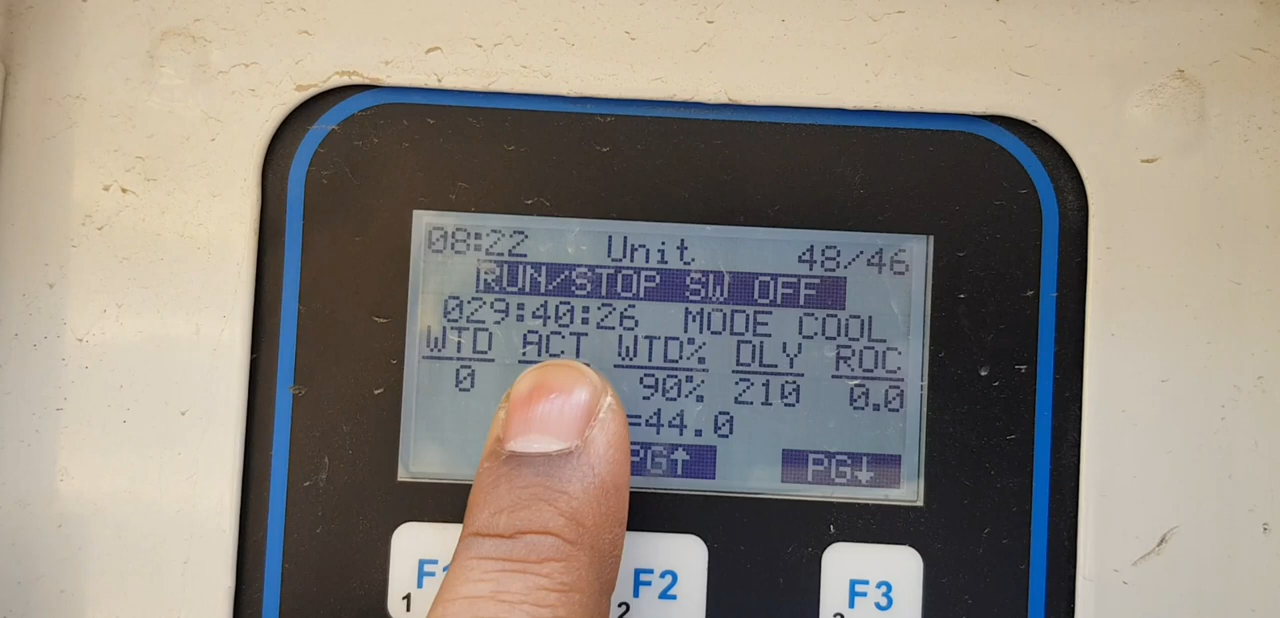 08:22 Unit 48/46
RUN/STOP SW OFF
029:40:26 MODE COOL
WTD ACT WTD% DLY ROC
0 90% 210 0.0
=44.0
PG↑ PG↓
F1 F2 F3
1 2